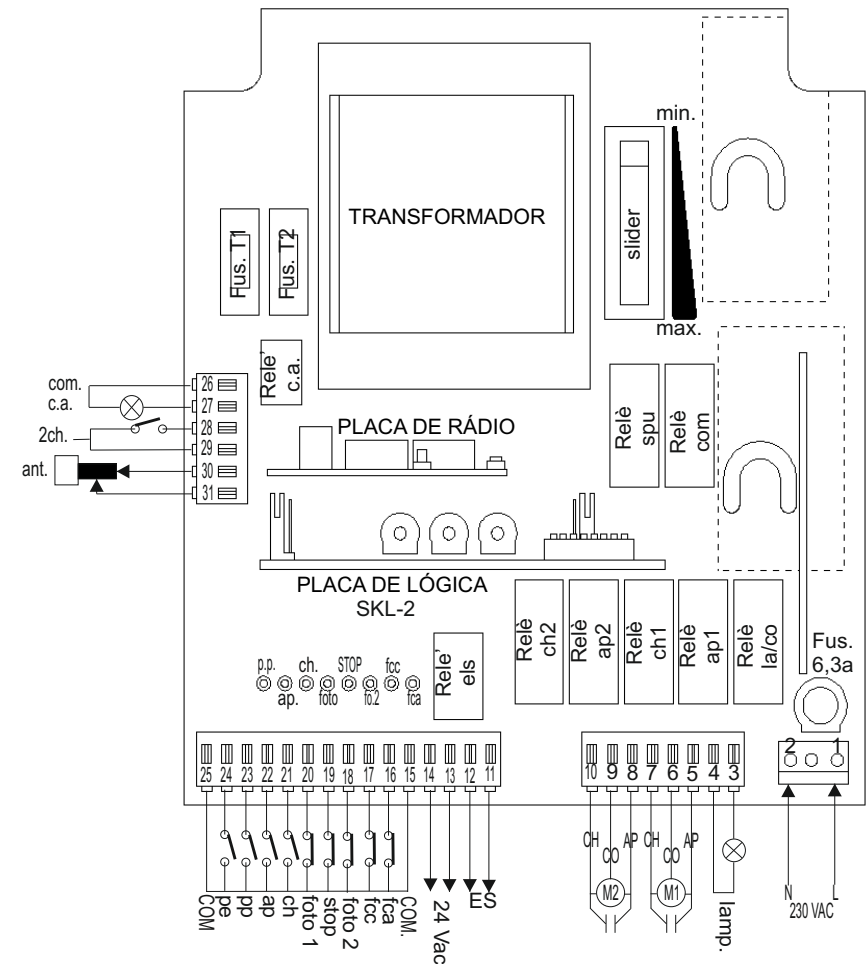 min.
TRANSFORMADOR
slider
Fus. T1
Fus. T2
max.
Rele' c.a.
com.
c.a.
2ch.
ant.
26
27
28
29
30
31
PLACA DE RÁDIO
Relè spu
Relè com
PLACA DE LÓGICA
SKL-2
Relè ch2
Relè ap2
Relè ch1
Relè ap1
Relè la/co
Fus.
6,3a
p.p.
ap.
ch.
foto
STOP
fo.2
fcc
fca
Rele' els
25 24 23 22 21 20 19 18 17 16 15 14 13 12 11
10 9 8 7 6 5 4 3
2 1
CH CO AP CH CO AP
M2 M1
N L
230 VAC
COM
pe
pp
ap
ch
foto 1
stop
foto 2
fcc
fca
COM.
24 Vac
ES
lamp.